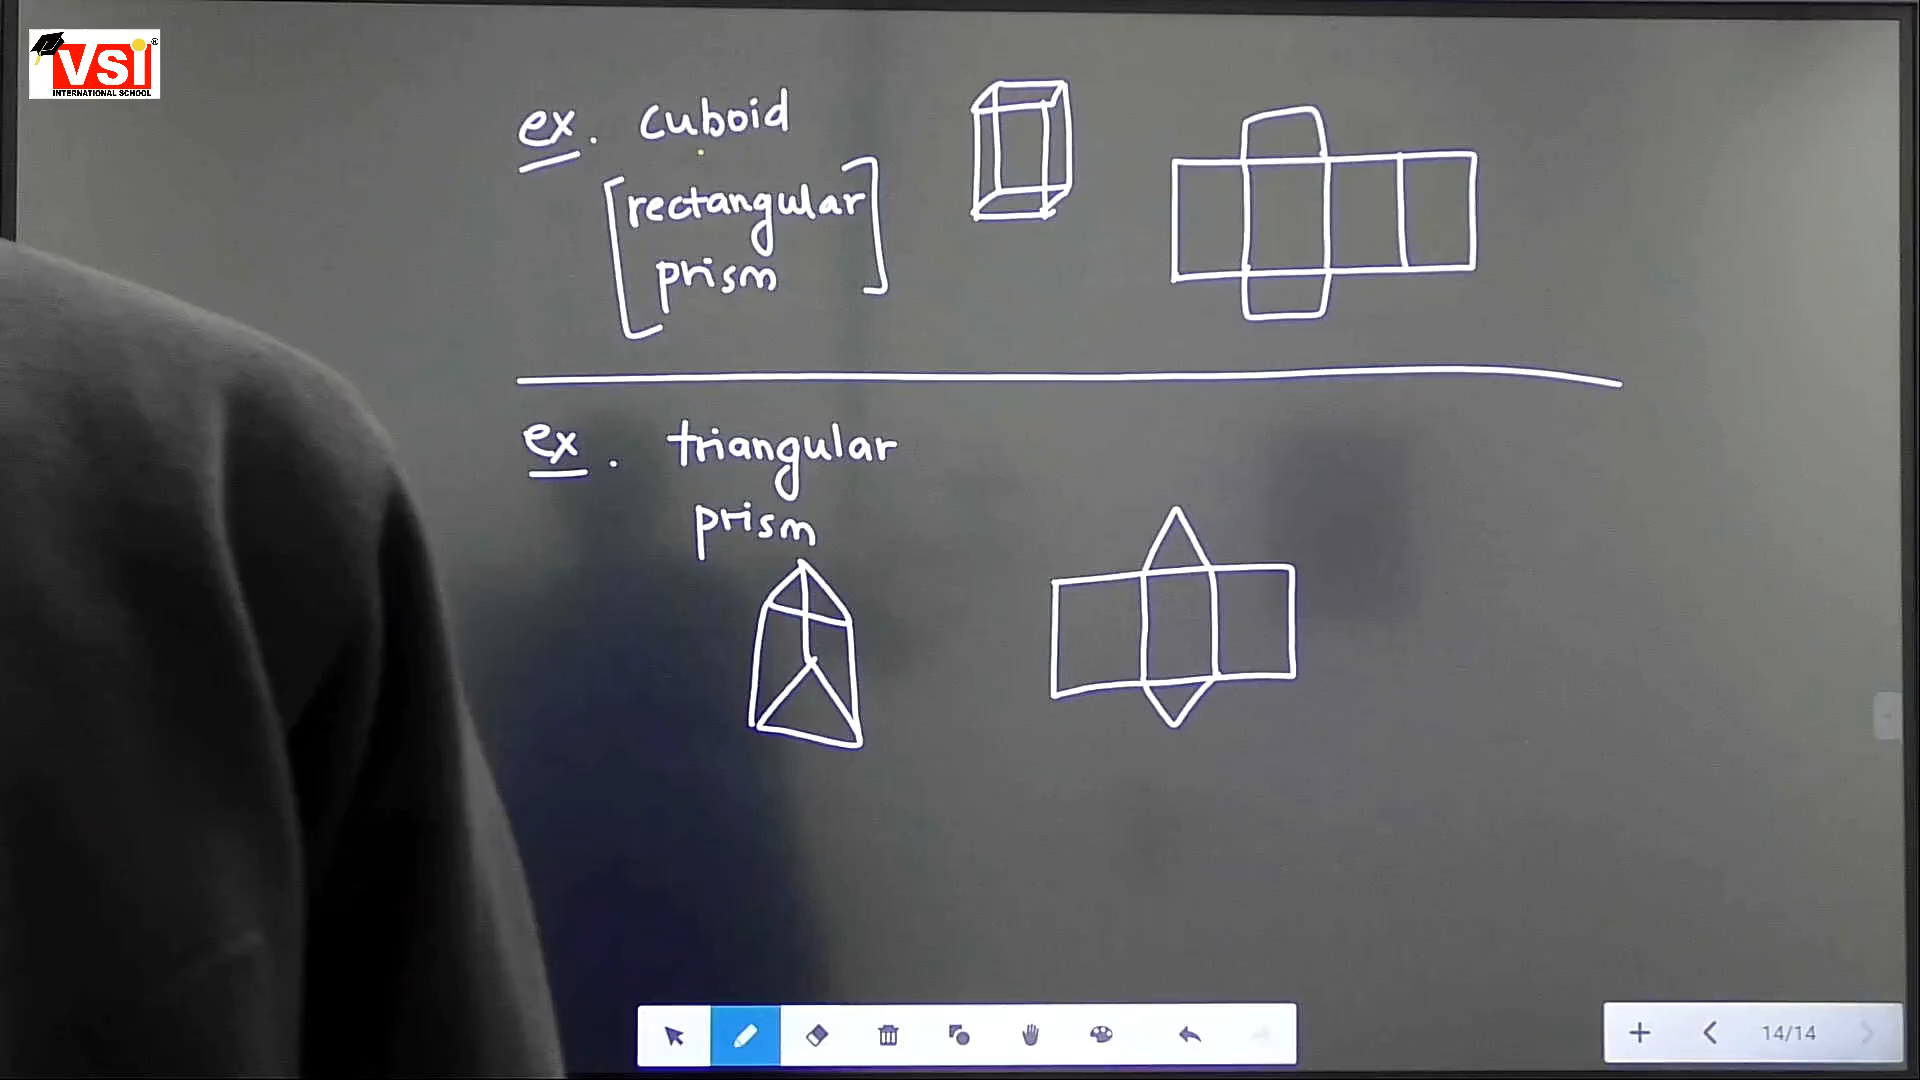 vsi
INTERNATIONAL SCHOOL
ex. cuboid
[rectangular
prism]
ex. triangular
prism
14/14